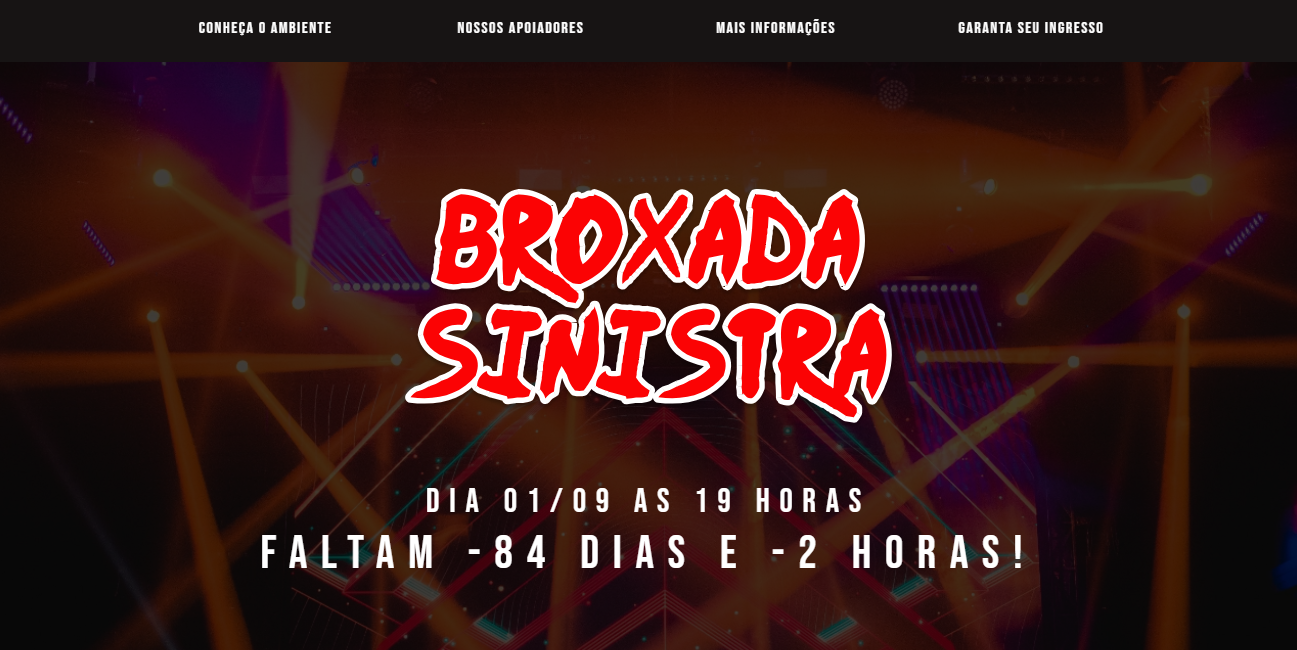 CONHEÇA O AMBIENTE
NOSSOS APOIADORES
MAIS INFORMAÇÕES
GARANTA SEU INGRESSO
BROXADA
SINISTRA
DIA 01/09 AS 19 HORAS
FALTAM -84 DIAS E -2 HORAS!